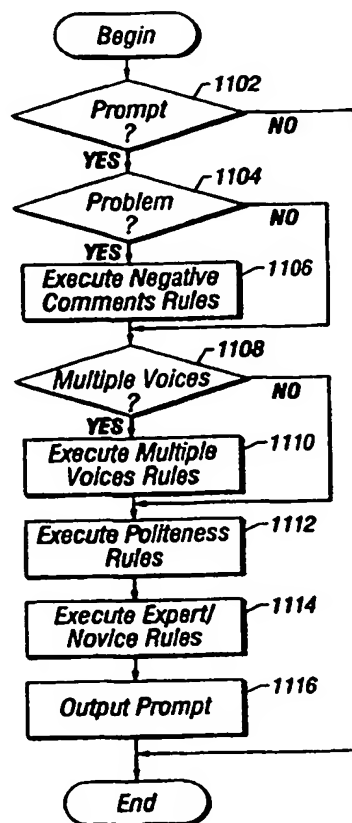 Begin
1102
Prompt
?
NO
YES
1104
Problem
?
NO
YES
1106
Execute Negative
Comments Rules
1108
Multiple Voices
?
NO
YES
1110
Execute Multiple
Voices Rules
1112
Execute Politeness
Rules
1114
Execute Expert/
Novice Rules
1116
Output Prompt
End